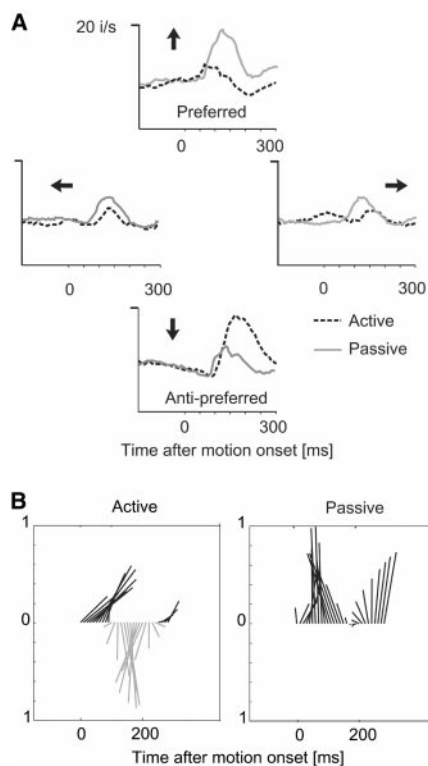 A
20 i/s
Preferred
0 300
0 300
0 300
Active
Passive
Anti-preferred
0 300
Time after motion onset [ms]
B
Active Passive
1 1
0 0
1 1
0 200 0 200
Time after motion onset [ms]